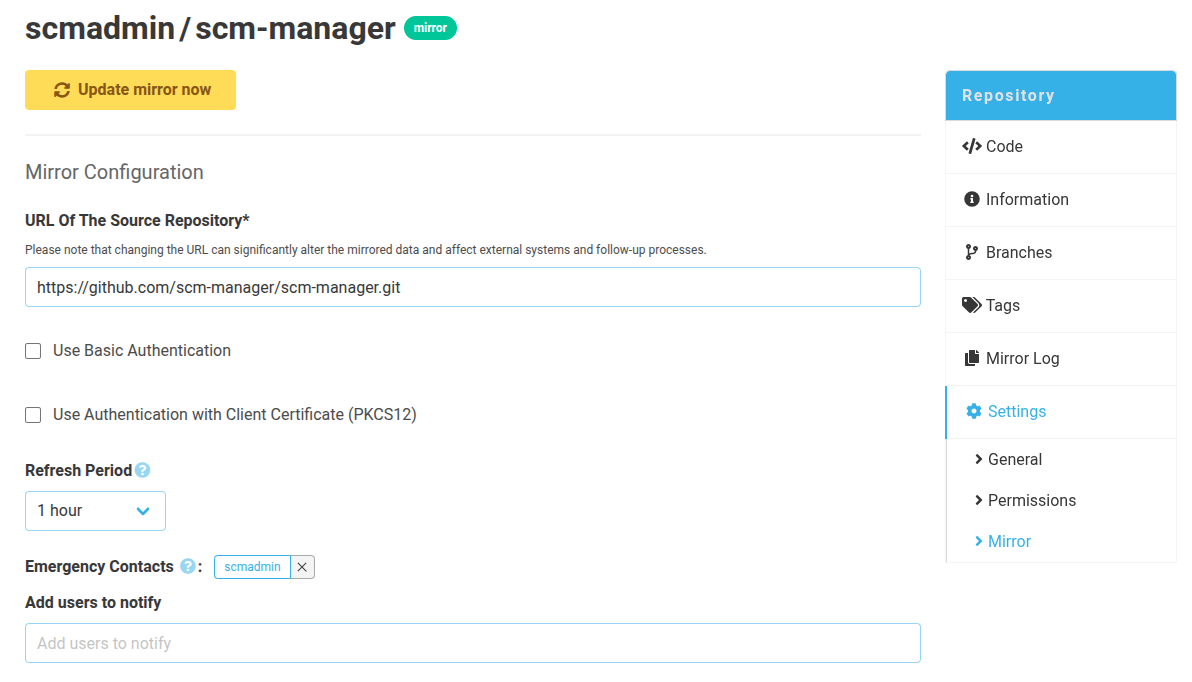 scmadmin/scm-manager mirror
Update mirror now
Mirror Configuration
URL Of The Source Repository*
Please note that changing the URL can significantly alter the mirrored data and affect external systems and follow-up processes.
https://github.com/scm-manager/scm-manager.git
Use Basic Authentication
Use Authentication with Client Certificate (PKCS12)
Refresh Period ?
1 hour
Emergency Contacts ? : scmadmin
Add users to notify
Add users to notify
Repository
Code
Information
Branches
Tags
Mirror Log
Settings
General
Permissions
Mirror